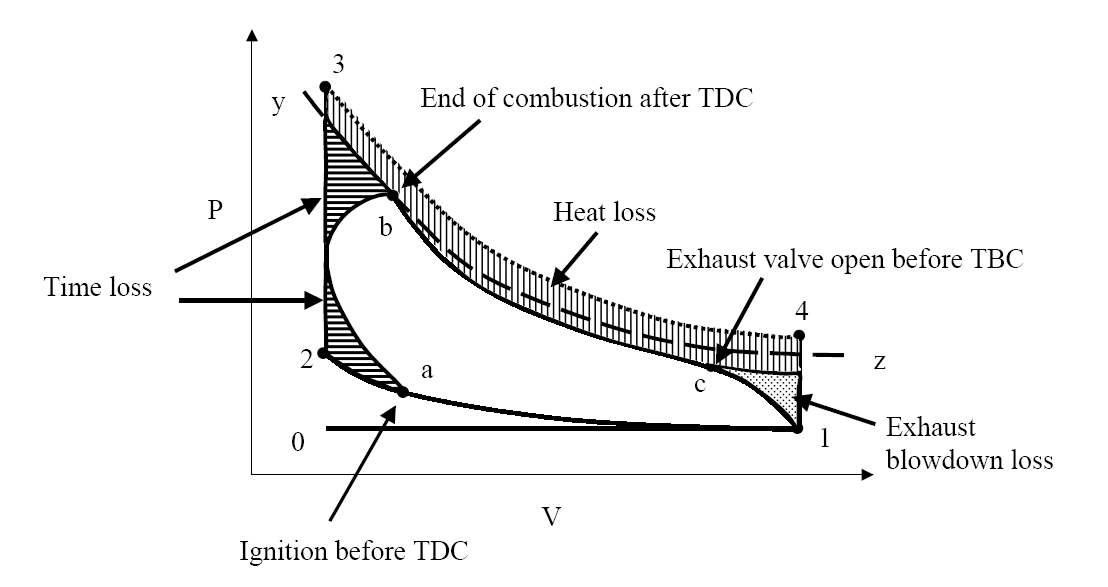 3
y
End of combustion after TDC
P
b
Heat loss
Exhaust valve open before TBC
Time loss
4
2
a
z
c
0
1
Exhaust
blowdown loss
V
Ignition before TDC